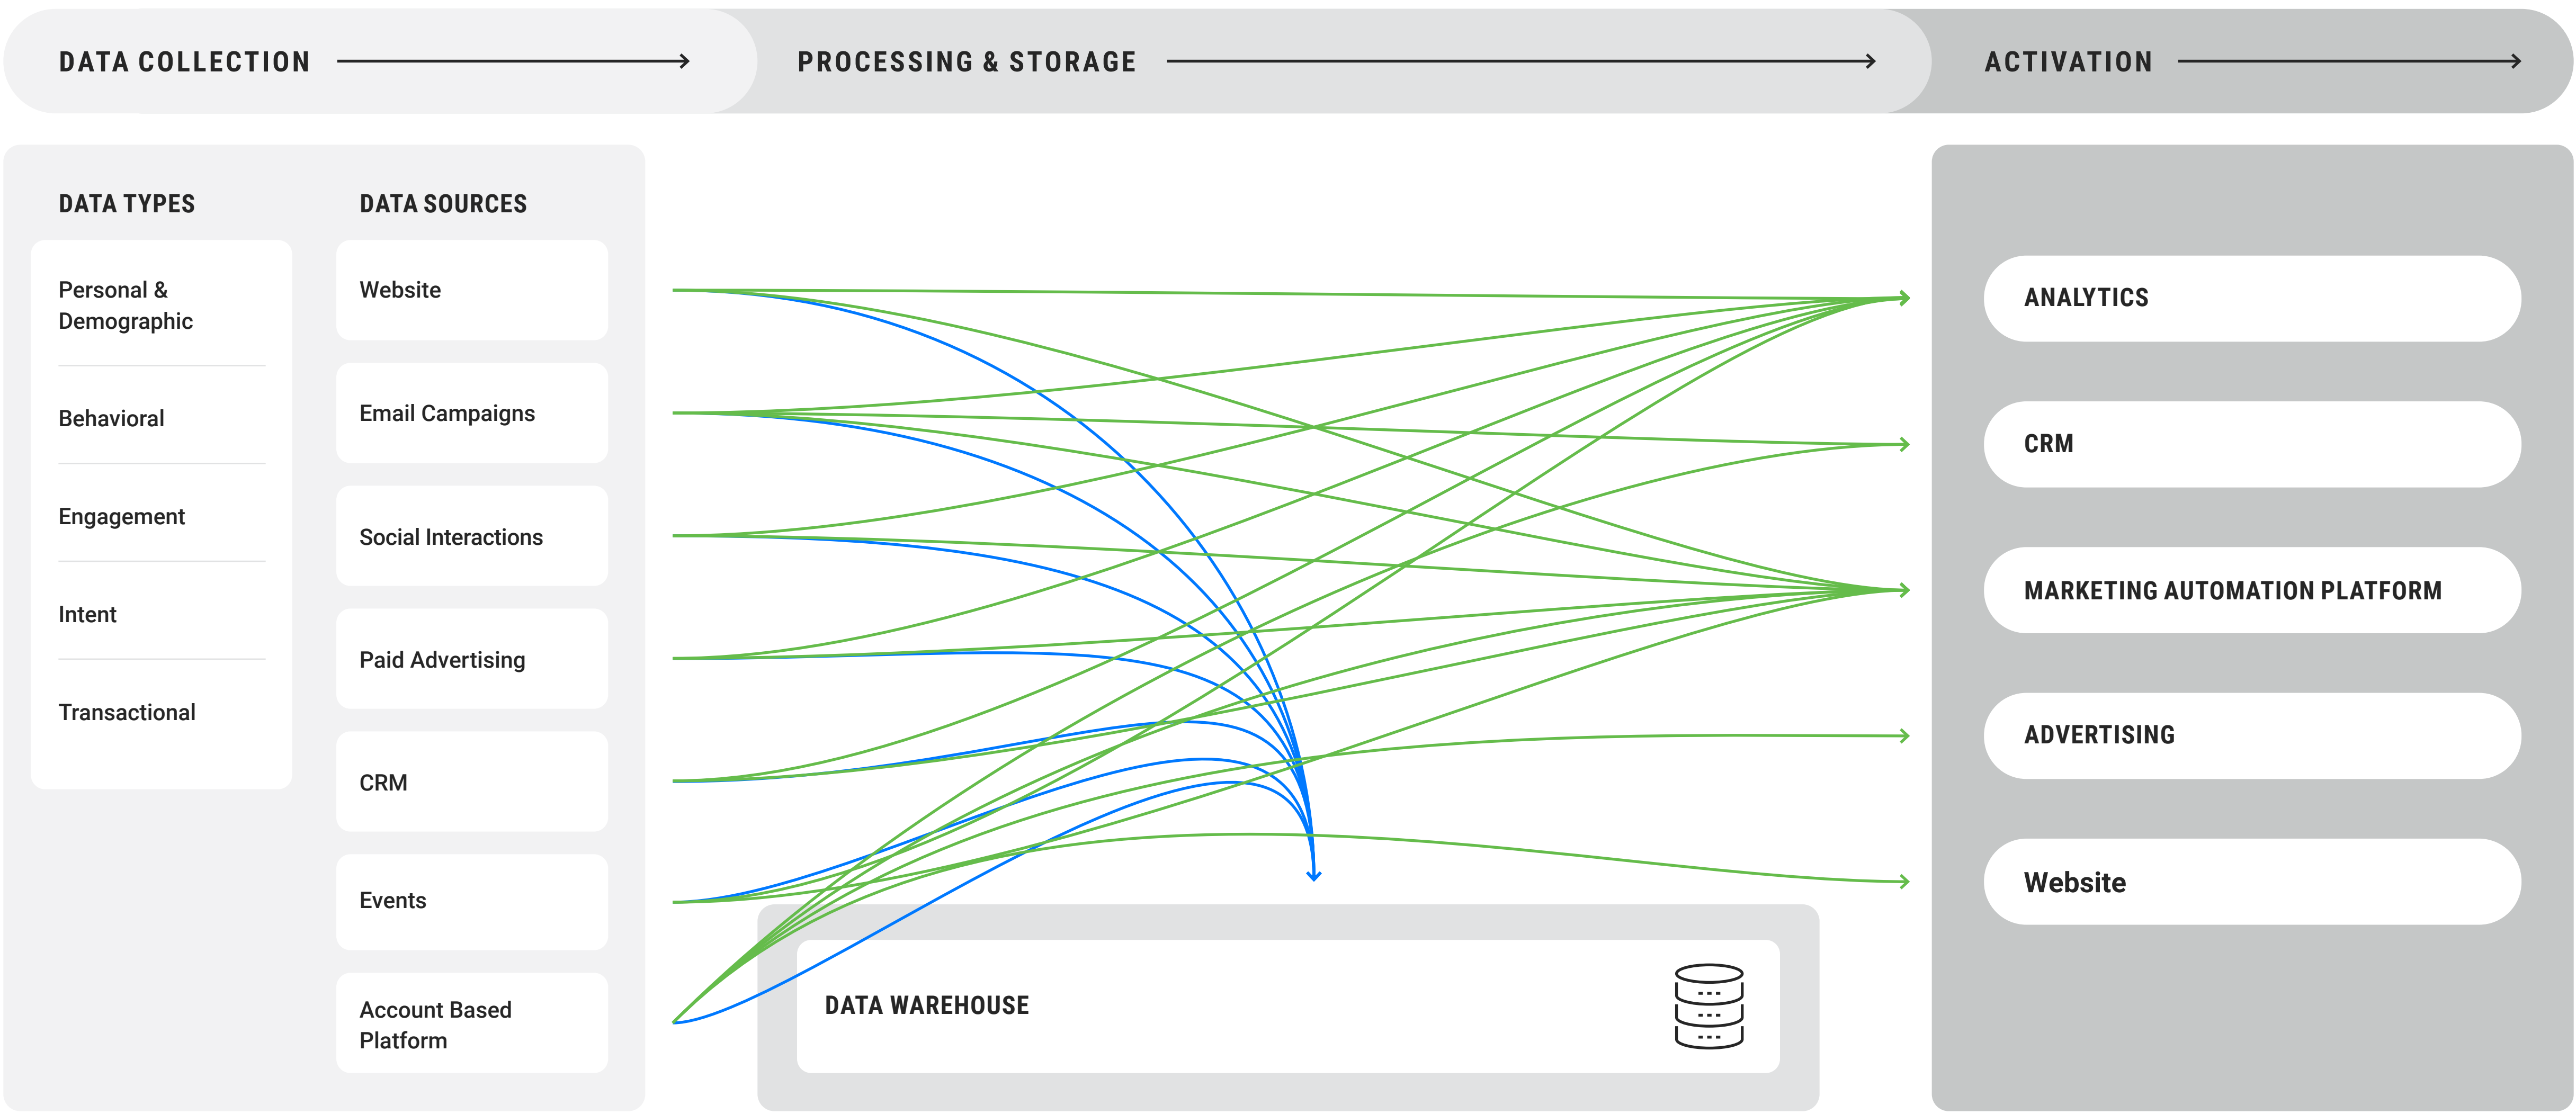 DATA COLLECTION
PROCESSING & STORAGE
ACTIVATION
DATA TYPES
Personal &
Demographic
Behavioral
Engagement
Intent
Transactional
DATA SOURCES
Website
Email Campaigns
Social Interactions
Paid Advertising
CRM
Events
Account Based
Platform
DATA WAREHOUSE
ANALYTICS
CRM
MARKETING AUTOMATION PLATFORM
ADVERTISING
Website